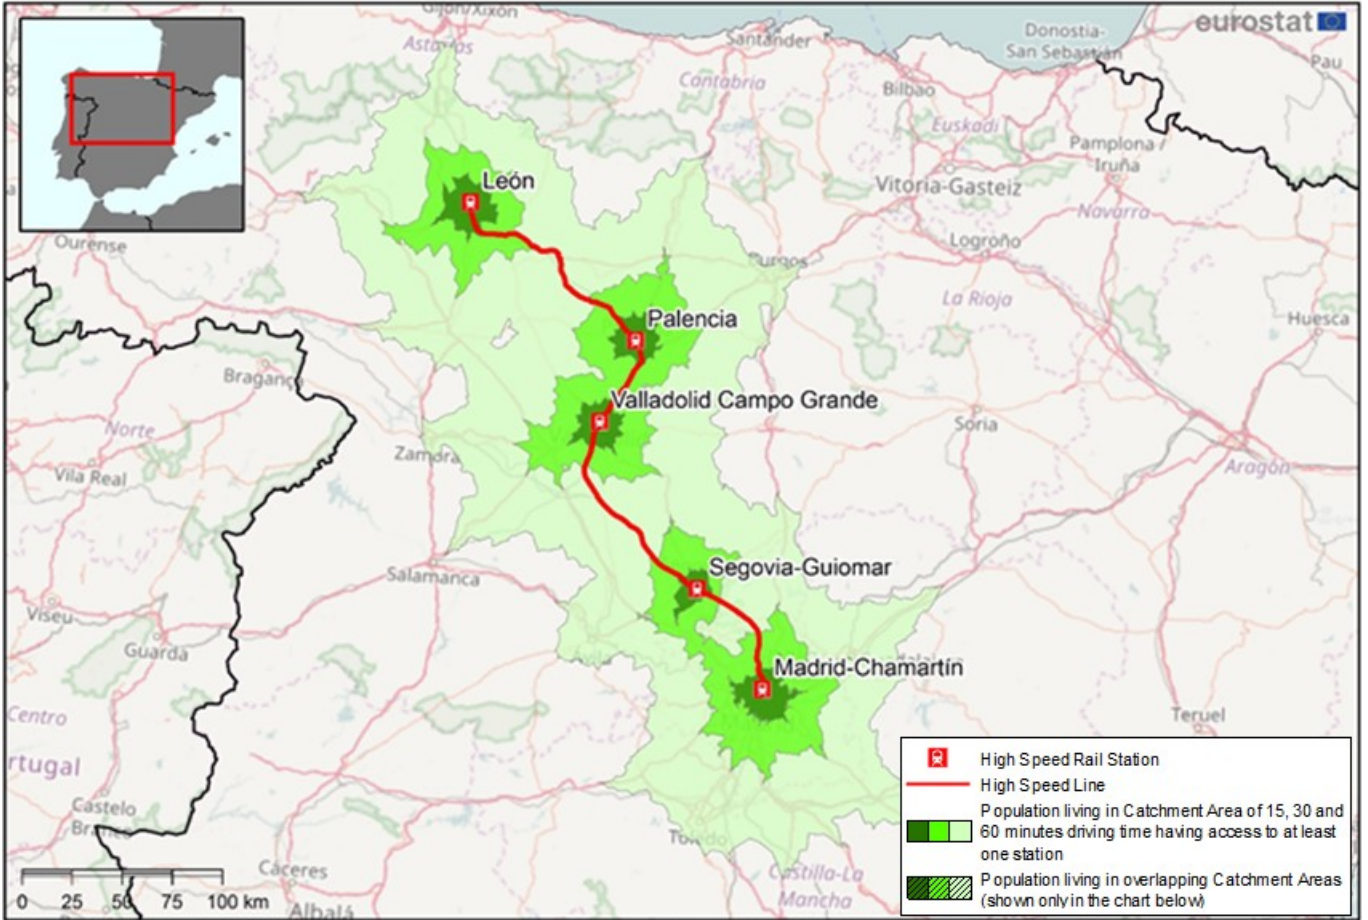 Gijón/Xixón
eurostat
Asturias
Santander
Donostia-
San Sebastián
Cantabria
Bilbao
Pau
Euskadi
Pamplona /
Iruña
León
Vitoria-Gasteiz
Navarra
Ourense
Logroño
Burgos
La Rioja
Palencia
Huesca
Bragança
Valladolid Campo Grande
Norte
Soria
Zamora
Aragón
Vila Real
Segovia-Guiomar
Salamanca
Viseu
Guarda
Madrid-Chamartín
Centro
Teruel
rtugal
High Speed Rail Station
High Speed Line
Population living in Catchment Area of 15, 30 and
60 minutes driving time having access to at least
one station
Population living in overlapping Catchment Areas
(shown only in the chart below)
Castelo
Toledo
Cáceres
Castilla-La
Mancha
0 25 50 75 100 km
Albalá